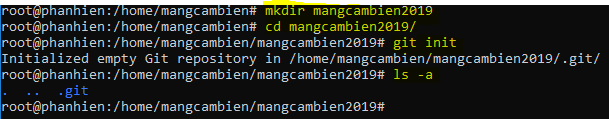 root@phanhien:/home/mangcambien# mkdir mangcambien2019
root@phanhien:/home/mangcambien# cd mangcambien2019/
root@phanhien:/home/mangcambien/mangcambien2019# git init
Initialized empty Git repository in /home/mangcambien/mangcambien2019/.git/
root@phanhien:/home/mangcambien/mangcambien2019# ls -a
.  ..  .git
root@phanhien:/home/mangcambien/mangcambien2019#